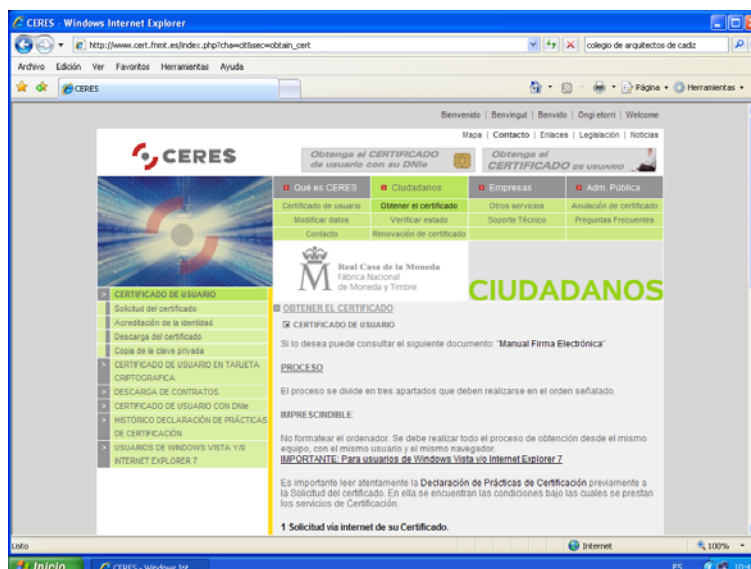 CERES - Windows Internet Explorer
http://www.cert.fnmt.es/index.php?cha=cit&sec=obtain_cert
colegio de arquitectos de cadiz
Archivo Edición Ver Favoritos Herramientas Ayuda
CERES
Página Herramientas
Bienvenido | Benvingut | Benvido | Ongi etorri | Welcome
Mapa | Contacto | Enlaces | Legislación | Noticias
CERES
Obtenga el CERTIFICADO
de usuario con su DNIe
Obtenga el
CERTIFICADO DE USUARIO
Qué es CERES Ciudadanos Empresas Adm. Pública
Certificado de usuario Obtener el certificado Otros servicios Anulación de certificado
Modificar datos Verificar estado Soporte Técnico Preguntas Frecuentes
Contacto Renovación de certificado
Real Casa de la Moneda
Fábrica Nacional
de Moneda y Timbre
CIUDADANOS
> CERTIFICADO DE USUARIO
Solicitud del certificado
Acreditación de la identidad
Descarga del certificado
Copia de la clave privada
> CERTIFICADO DE USUARIO EN TARJETA
CRIPTOGRAFICA
> DESCARGA DE CONTRATOS
> CERTIFICADO DE USUARIO CON DNIe
> HISTÓRICO DECLARACIÓN DE PRÁCTICAS
DE CERTIFICACIÓN
> USUARIOS DE WINDOWS VISTA Y/O
INTERNET EXPLORER 7
OBTENER EL CERTIFICADO
CERTIFICADO DE USUARIO
Si lo desea puede consultar el siguiente documento: "Manual Firma Electrónica"
PROCESO
El proceso se divide en tres apartados que deben realizarse en el orden señalado.
IMPRESCINDIBLE:
No formatear el ordenador. Se debe realizar todo el proceso de obtención desde el mismo
equipo, con el mismo usuario y el mismo navegador.
IMPORTANTE: Para usuarios de Windows Vista y/o Internet Explorer 7
Es importante leer atentamente la Declaración de Prácticas de Certificación previamente a
la Solicitud del certificado. En ella se encuentran las condiciones bajo las cuales se prestan
los servicios de Certificación.
1 Solicitud vía internet de su Certificado.
Listo
Internet
100%
Inicio
CERES - Windows Int
ES